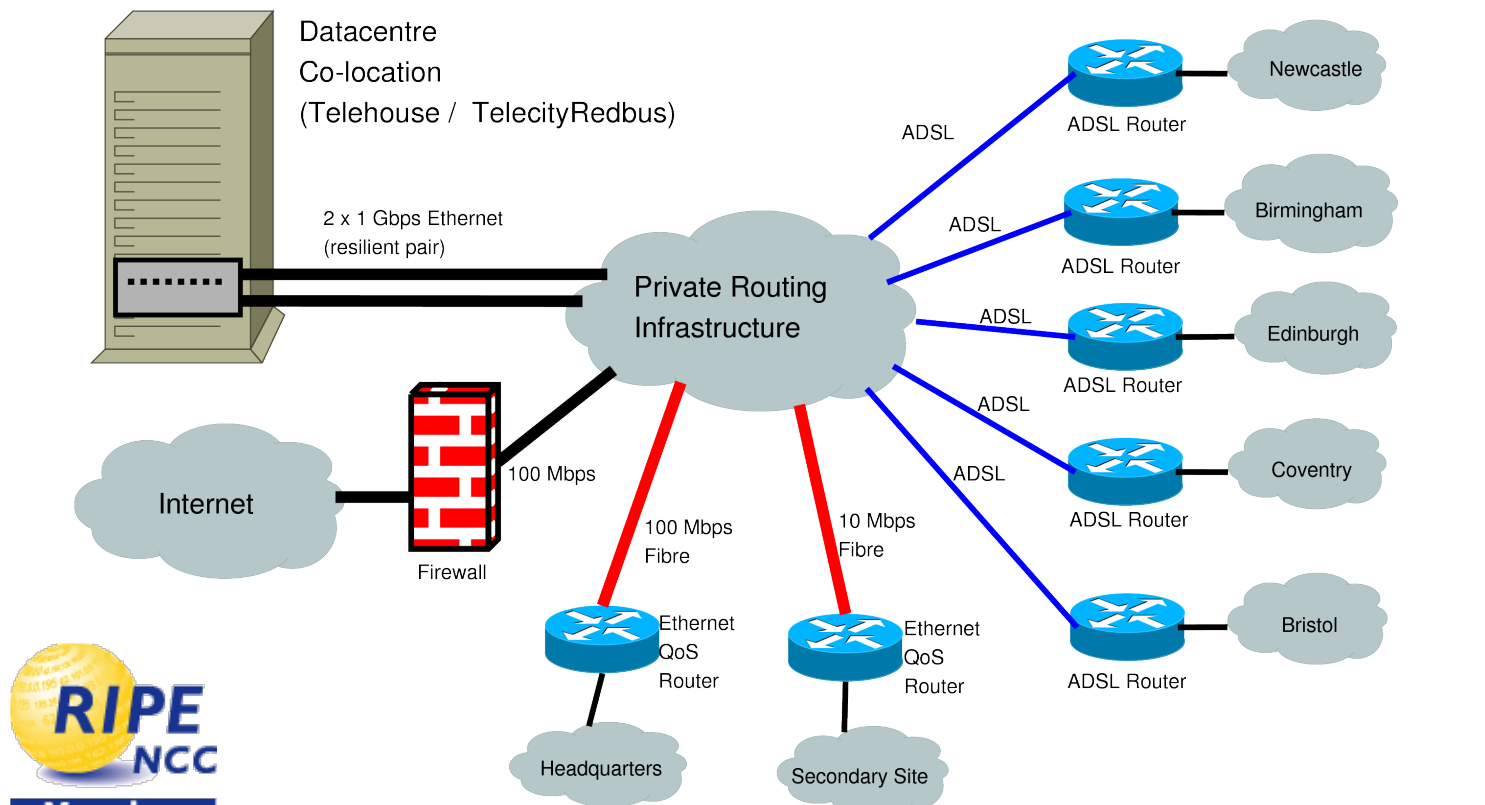 Datacentre
Co-location
(Telehouse / TelecityRedbus)
2 x 1 Gbps Ethernet
(resilient pair)
Private Routing
Infrastructure
ADSL
ADSL Router
Newcastle
ADSL
ADSL Router
Birmingham
ADSL
ADSL Router
Edinburgh
ADSL
ADSL Router
Coventry
ADSL
ADSL Router
Bristol
Internet
Firewall
100 Mbps
100 Mbps
Fibre
Ethernet
QoS
Router
Headquarters
10 Mbps
Fibre
Ethernet
QoS
Router
Secondary Site
RIPE
NCC